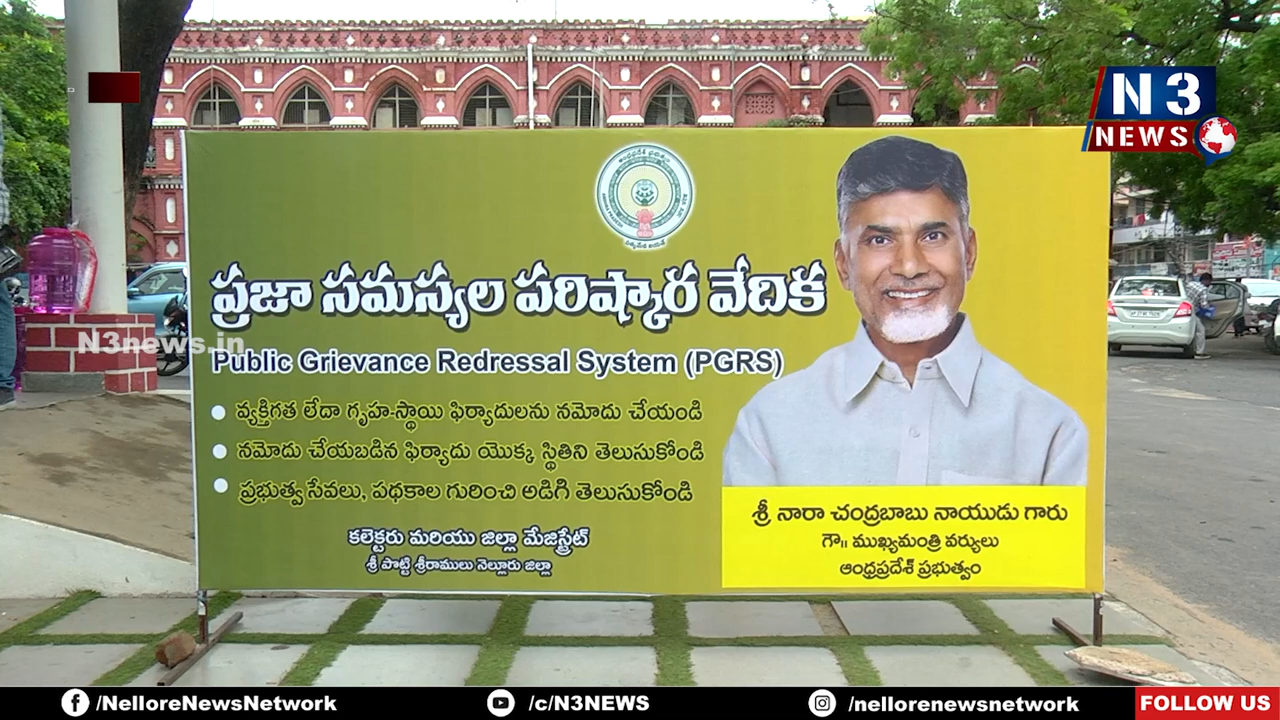 N3
NEWS
ప్రజా సమస్యల పరిష్కార వేదిక
Public Grievance Redressal System (PGRS)
N3news.in
వ్యక్తిగత లేదా గృహ-స్థాయి ఫిర్యాదులను నమోదు చేయండి
నమోదు చేయబడిన ఫిర్యాదు యొక్క స్థితిని తెలుసుకోండి
ప్రభుత్వ సేవలు, పథకాల గురించి అడిగి తెలుసుకోండి
కలెక్టరు మరియు జిల్లా మేజిస్ట్రేట్
శ్రీ పొట్టి శ్రీరాములు నెల్లూరు జిల్లా
శ్రీ నారా చంద్రబాబు నాయుడు గారు
గౌ॥ ముఖ్యమంత్రి వర్యులు
ఆంధ్రప్రదేశ్ ప్రభుత్వం
/NelloreNewsNetwork
/c/N3NEWS
/nellorenewsnetwork
FOLLOW US